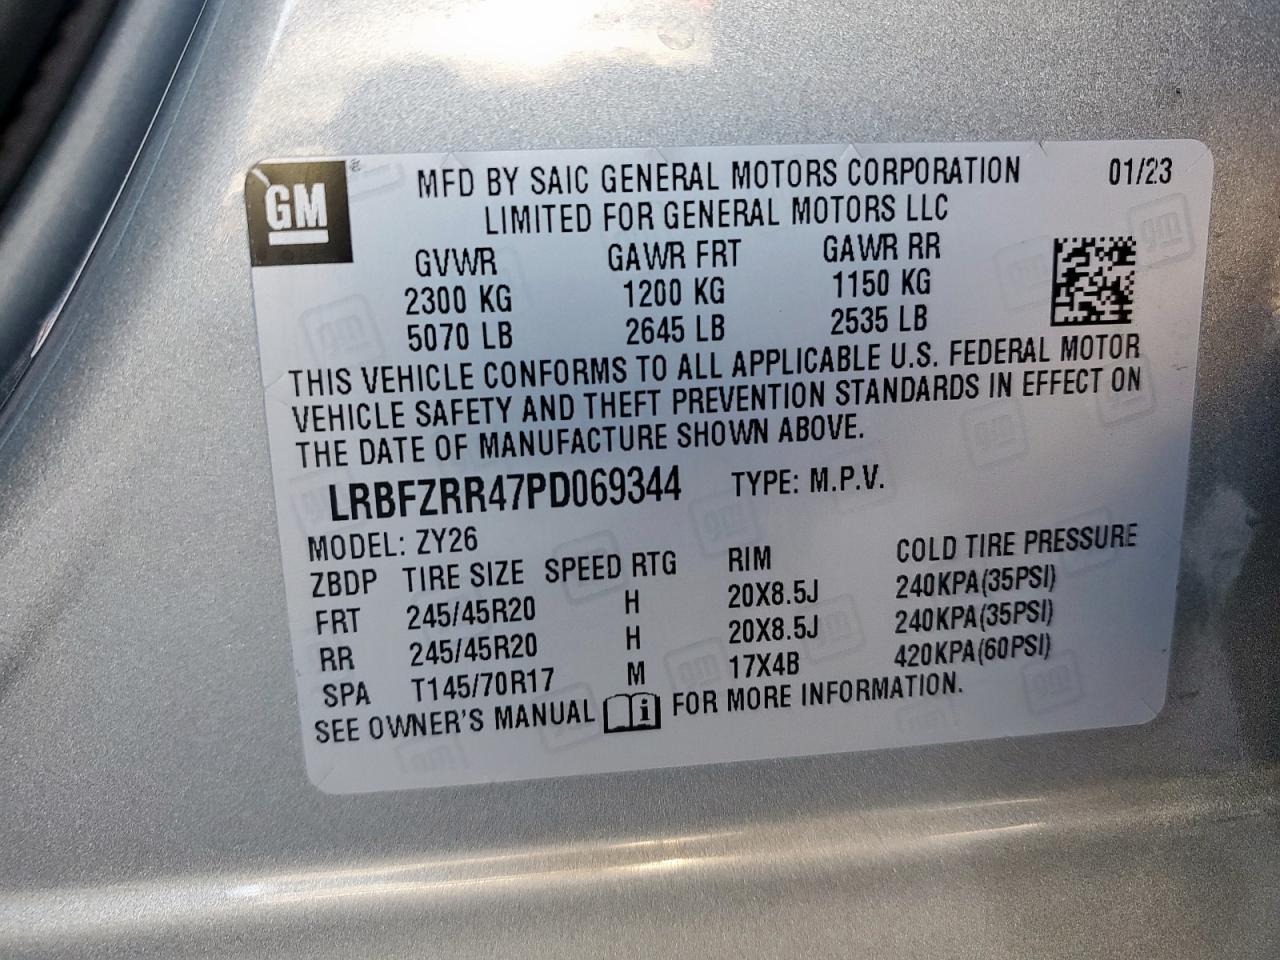 GM
MFD BY SAIC GENERAL MOTORS CORPORATION 01/23
LIMITED FOR GENERAL MOTORS LLC
GVWR GAWR FRT GAWR RR
2300 KG 1200 KG 1150 KG
5070 LB 2645 LB 2535 LB
THIS VEHICLE CONFORMS TO ALL APPLICABLE U.S. FEDERAL MOTOR
VEHICLE SAFETY AND THEFT PREVENTION STANDARDS IN EFFECT ON
THE DATE OF MANUFACTURE SHOWN ABOVE.
LRBFZRR47PD069344 TYPE: M.P.V.
MODEL: ZY26
ZBDP TIRE SIZE SPEED RTG RIM COLD TIRE PRESSURE
FRT 245/45R20 H 20X8.5J 240KPA(35PSI)
RR 245/45R20 H 20X8.5J 240KPA(35PSI)
SPA T145/70R17 M 17X4B 420KPA(60PSI)
SEE OWNER'S MANUAL i FOR MORE INFORMATION.